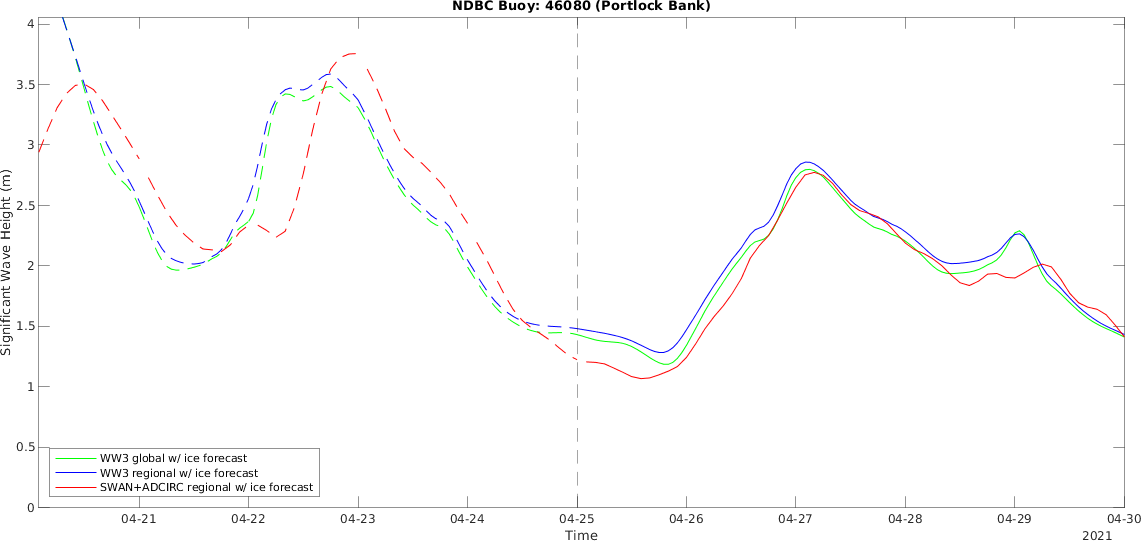 NDBC Buoy: 46080 (Portlock Bank)
4
3.5
3
2.5
2
1.5
1
0.5
0
Significant Wave Height (m)
WW3 global w/ ice forecast
WW3 regional w/ ice forecast
SWAN+ADCIRC regional w/ ice forecast
04-21 04-22 04-23 04-24 04-25 04-26 04-27 04-28 04-29 04-30
Time
2021